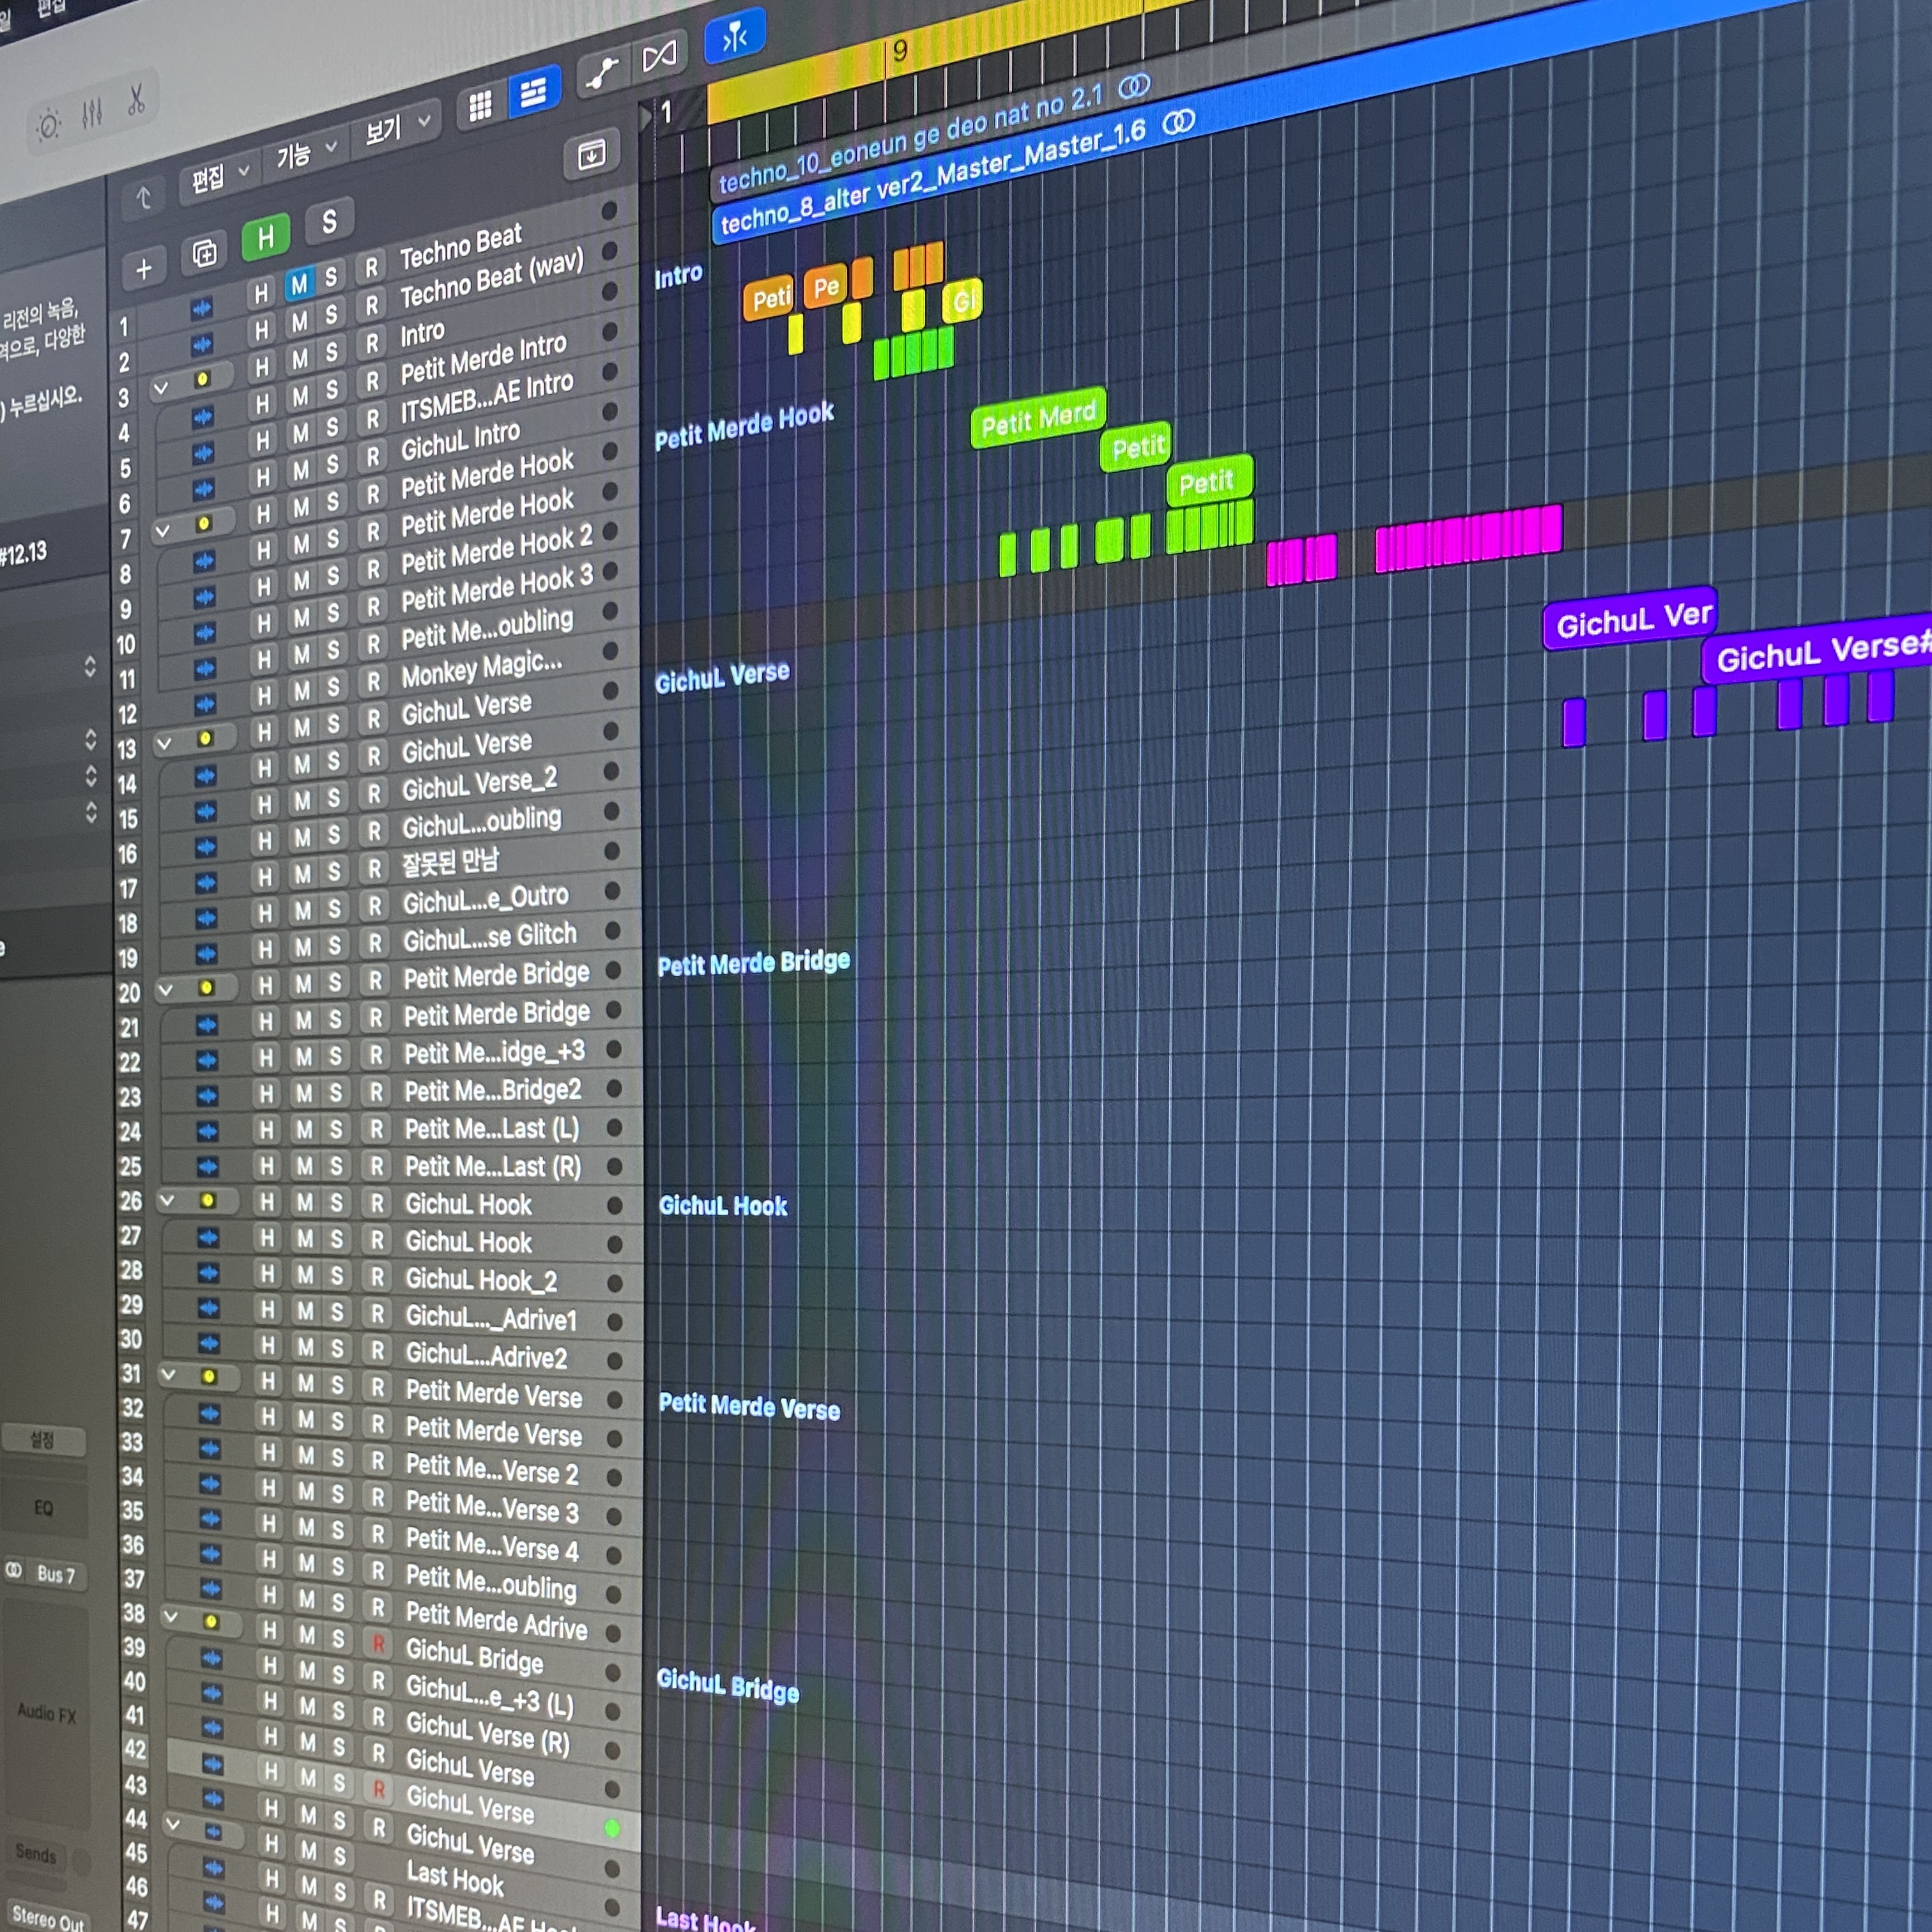 편집
편집
기능
보기
H
S
1
9
techno_10_eoneun ge deo nat no 2.1
techno_8_alter ver2_Master_Master_1.6
리전의 녹음,
역으로, 다양한
누르십시오.
#12.13
설정
EQ
Bus 7
Audio FX
Sends
Stereo Out
1 H M S R Techno Beat
2 H M S R Techno Beat (wav)
3 H M S R Intro
4 H M S R Petit Merde Intro
5 H M S R ITSMEB...AE Intro
6 H M S R GichuL Intro
7 H M S R Petit Merde Hook
8 H M S R Petit Merde Hook
9 H M S R Petit Merde Hook 2
10 H M S R Petit Merde Hook 3
11 H M S R Petit Me...oubling
12 H M S R Monkey Magic...
13 H M S R GichuL Verse
14 H M S R GichuL Verse
15 H M S R GichuL Verse_2
16 H M S R GichuL...oubling
17 H M S R 잘못된 만남
18 H M S R GichuL...e_Outro
19 H M S R GichuL...se Glitch
20 H M S R Petit Merde Bridge
21 H M S R Petit Merde Bridge
22 H M S R Petit Me...idge_+3
23 H M S R Petit Me...Bridge2
24 H M S R Petit Me...Last (L)
25 H M S R Petit Me...Last (R)
26 H M S R GichuL Hook
27 H M S R GichuL Hook
28 H M S R GichuL Hook_2
29 H M S R GichuL..._Adrive1
30 H M S R GichuL...Adrive2
31 H M S R Petit Merde Verse
32 H M S R Petit Merde Verse
33 H M S R Petit Me...Verse 2
34 H M S R Petit Me...Verse 3
35 H M S R Petit Me...Verse 4
36 H M S R Petit Me...oubling
37 H M S R Petit Merde Adrive
38 H M S R GichuL Bridge
39 H M S R GichuL...e_+3 (L)
40 H M S R GichuL Verse (R)
41 H M S R GichuL Verse
42 H M S R GichuL Verse
43 H M S R GichuL Verse
44 H M S Last Hook
45 H M S R
46
47
Intro
Peti
Pe
Gi
Petit Merde Hook
Petit Merd
Petit
Petit
GichuL Verse
GichuL Ver
GichuL Verse#
Petit Merde Bridge
GichuL Hook
Petit Merde Verse
GichuL Bridge
Last Hook